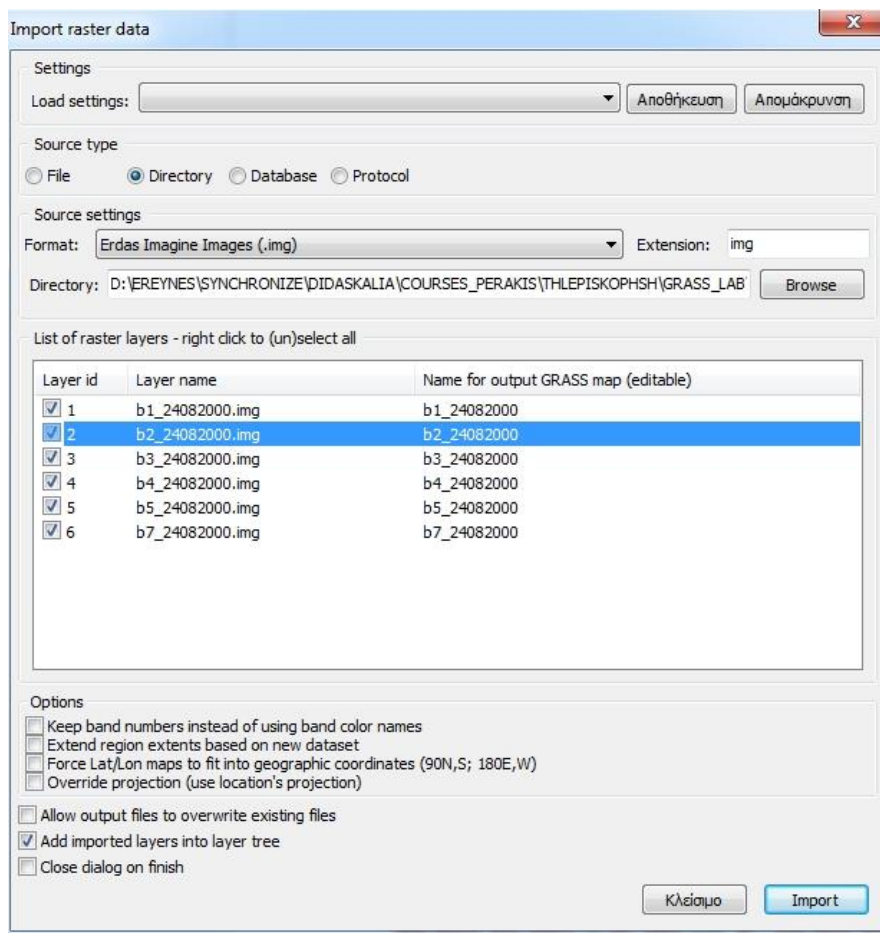 Import raster data
Settings
Load settings: Αποθήκευση Απομάκρυνση
Source type
File Directory Database Protocol
Source settings
Format: Erdas Imagine Images (.img) Extension: img
Directory: D:\EREYNES\SYNCHRONIZE\DIDASKALIA\COURSES_PERAKIS\THLEPISKOPHSH\GRASS_LAB Browse
List of raster layers - right click to (un)select all
Layer id Layer name Name for output GRASS map (editable)
1 b1_24082000.img b1_24082000
2 b2_24082000.img b2_24082000
3 b3_24082000.img b3_24082000
4 b4_24082000.img b4_24082000
5 b5_24082000.img b5_24082000
6 b7_24082000.img b7_24082000
Options
Keep band numbers instead of using band color names
Extend region extents based on new dataset
Force Lat/Lon maps to fit into geographic coordinates (90N,S; 180E,W)
Override projection (use location's projection)
Allow output files to overwrite existing files
Add imported layers into layer tree
Close dialog on finish
Κλείσιμο Import